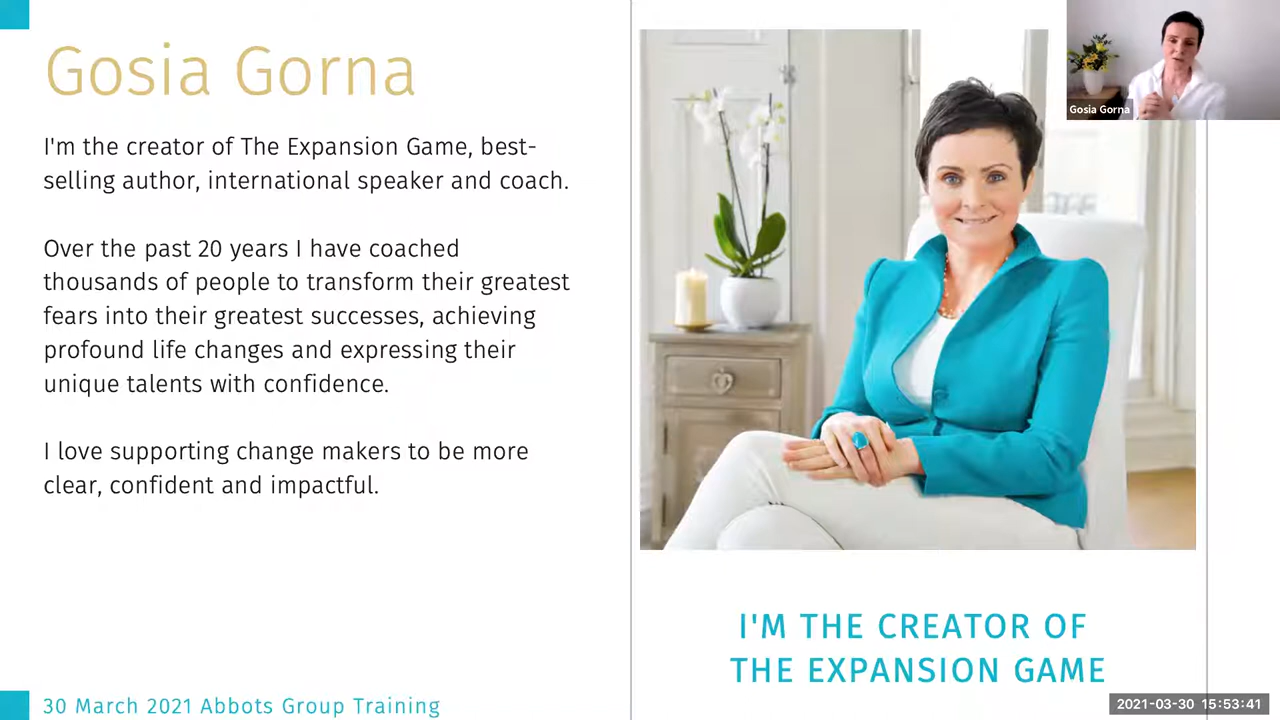 Gosia Gorna
I'm the creator of The Expansion Game, best-
selling author, international speaker and coach.
Over the past 20 years I have coached
thousands of people to transform their greatest
fears into their greatest successes, achieving
profound life changes and expressing their
unique talents with confidence.
I love supporting change makers to be more
clear, confident and impactful.
30 March 2021 Abbots Group Training
Gosia Gorna
I'M THE CREATOR OF
THE EXPANSION GAME
2021-03-30 15:53:41